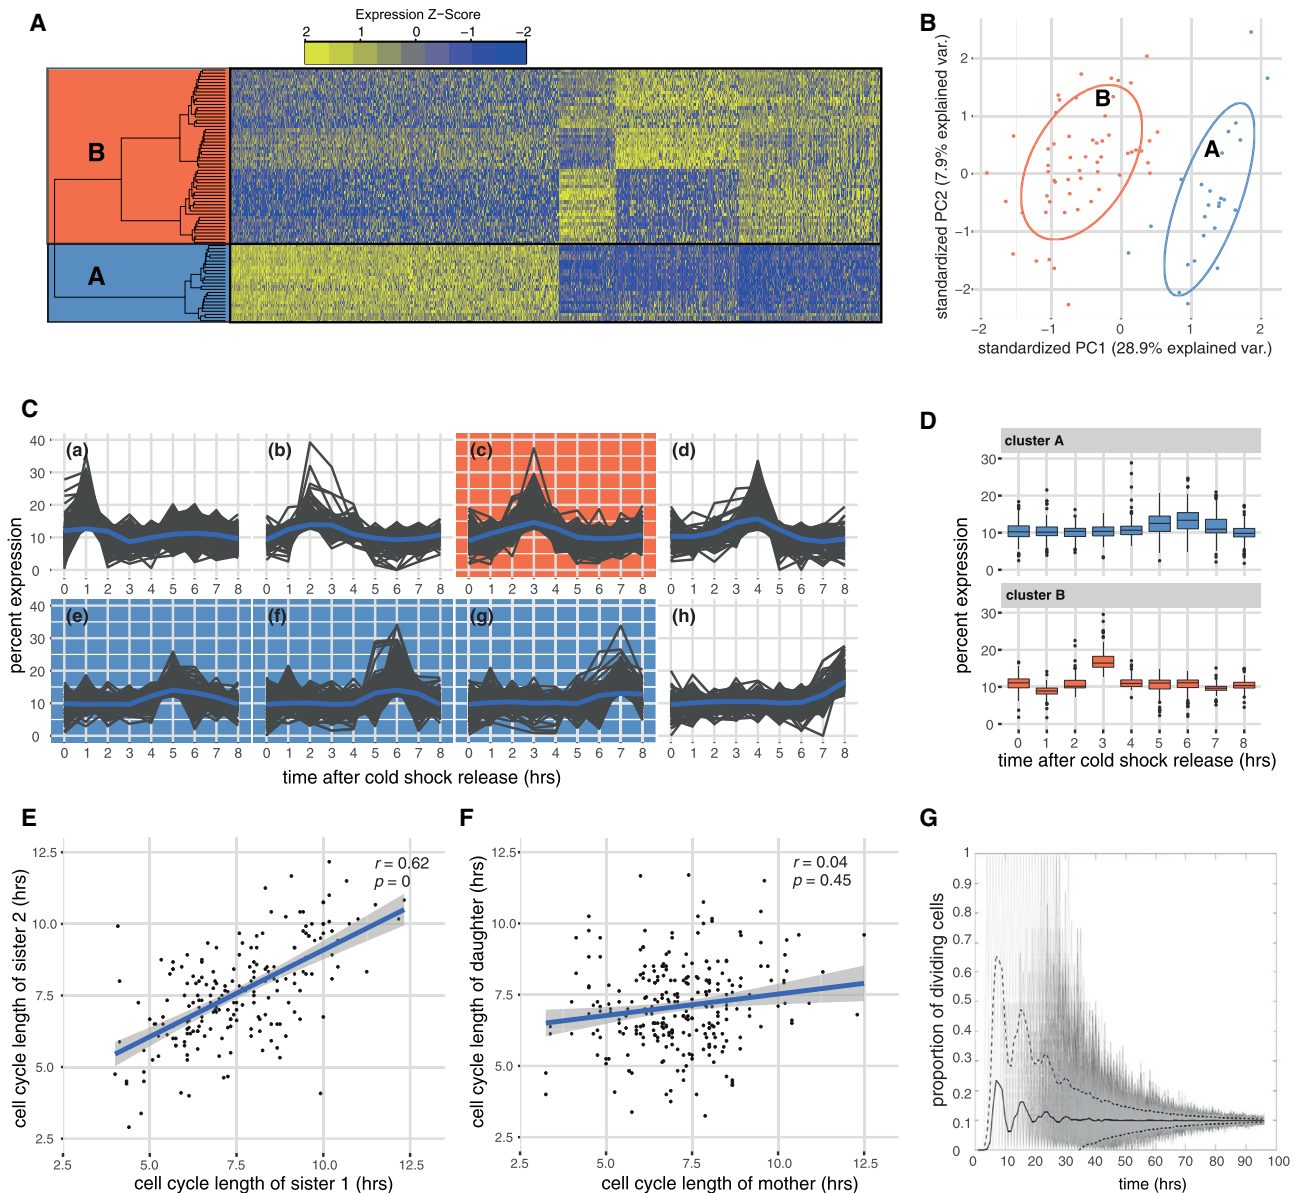 A
Expression Z-Score
2 1 0 −1 −2
B
A
B
standardized PC2 (7.9% explained var.)
2
1
0
−1
−2
B
A
−2 −1 0 1 2
standardized PC1 (28.9% explained var.)
C
percent expression
40
30
20
10
0
(a) (b) (c) (d)
0 1 2 3 4 5 6 7 8 0 1 2 3 4 5 6 7 8 0 1 2 3 4 5 6 7 8 0 1 2 3 4 5 6 7 8
40
30
20
10
0
(e) (f) (g) (h)
0 1 2 3 4 5 6 7 8 0 1 2 3 4 5 6 7 8 0 1 2 3 4 5 6 7 8 0 1 2 3 4 5 6 7 8
time after cold shock release (hrs)
D
percent expression
cluster A
30
20
10
0
cluster B
30
20
10
0
0 1 2 3 4 5 6 7 8
time after cold shock release (hrs)
E
cell cycle length of sister 2 (hrs)
12.5
10.0
7.5
5.0
2.5
r = 0.62
p = 0
2.5 5.0 7.5 10.0 12.5
cell cycle length of sister 1 (hrs)
F
cell cycle length of daughter (hrs)
12.5
10.0
7.5
5.0
2.5
r = 0.04
p = 0.45
2.5 5.0 7.5 10.0 12.5
cell cycle length of mother (hrs)
G
proportion of dividing cells
1
0.9
0.8
0.7
0.6
0.5
0.4
0.3
0.2
0.1
0
0 10 20 30 40 50 60 70 80 90 100
time (hrs)